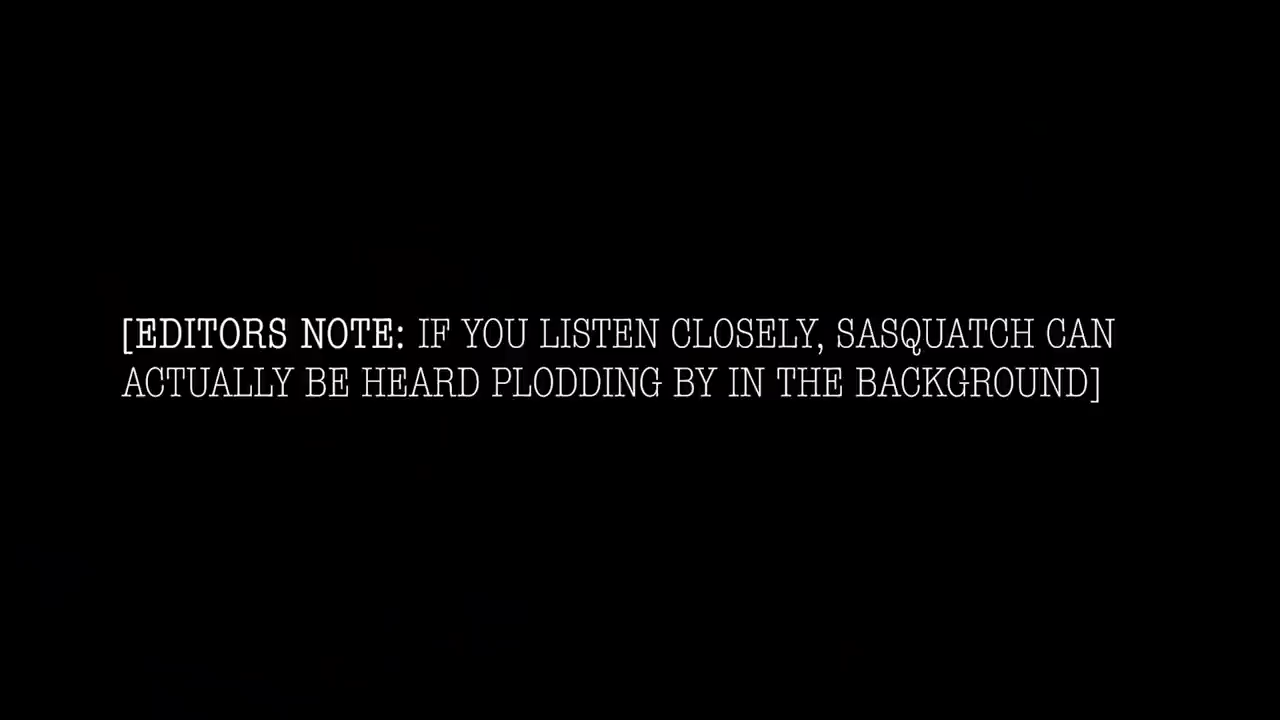 [EDITORS NOTE: IF YOU LISTEN CLOSELY, SASQUATCH CAN
ACTUALLY BE HEARD PLODDING BY IN THE BACKGROUND]